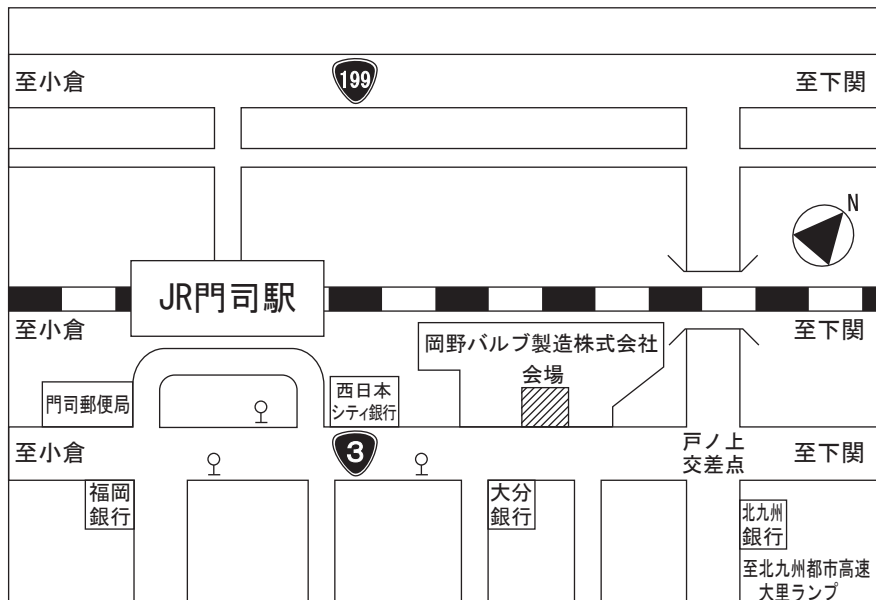 至小倉
199
至下関
N
JR門司駅
至小倉
至下関
岡野バルブ製造株式会社
会場
門司郵便局
西日本
シティ銀行
至小倉
3
戸ノ上
交差点
至下関
福岡
銀行
大分
銀行
北九州
銀行
至北九州都市高速
大里ランプ